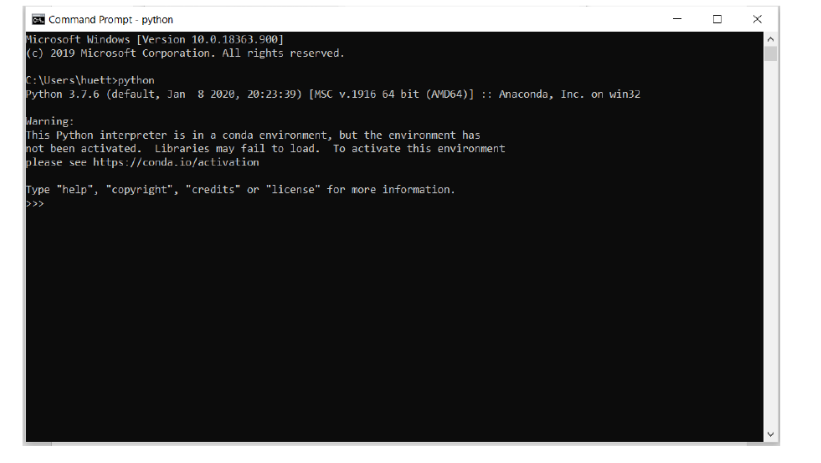 Command Prompt - python
Microsoft Windows [Version 10.0.18363.900]
(c) 2019 Microsoft Corporation. All rights reserved.
C:\Users\huett>python
Python 3.7.6 (default, Jan  8 2020, 20:23:39) [MSC v.1916 64 bit (AMD64)] :: Anaconda, Inc. on win32
Warning:
This Python interpreter is in a conda environment, but the environment has
not been activated.  Libraries may fail to load.  To activate this environment
please see https://conda.io/activation
Type "help", "copyright", "credits" or "license" for more information.
>>>